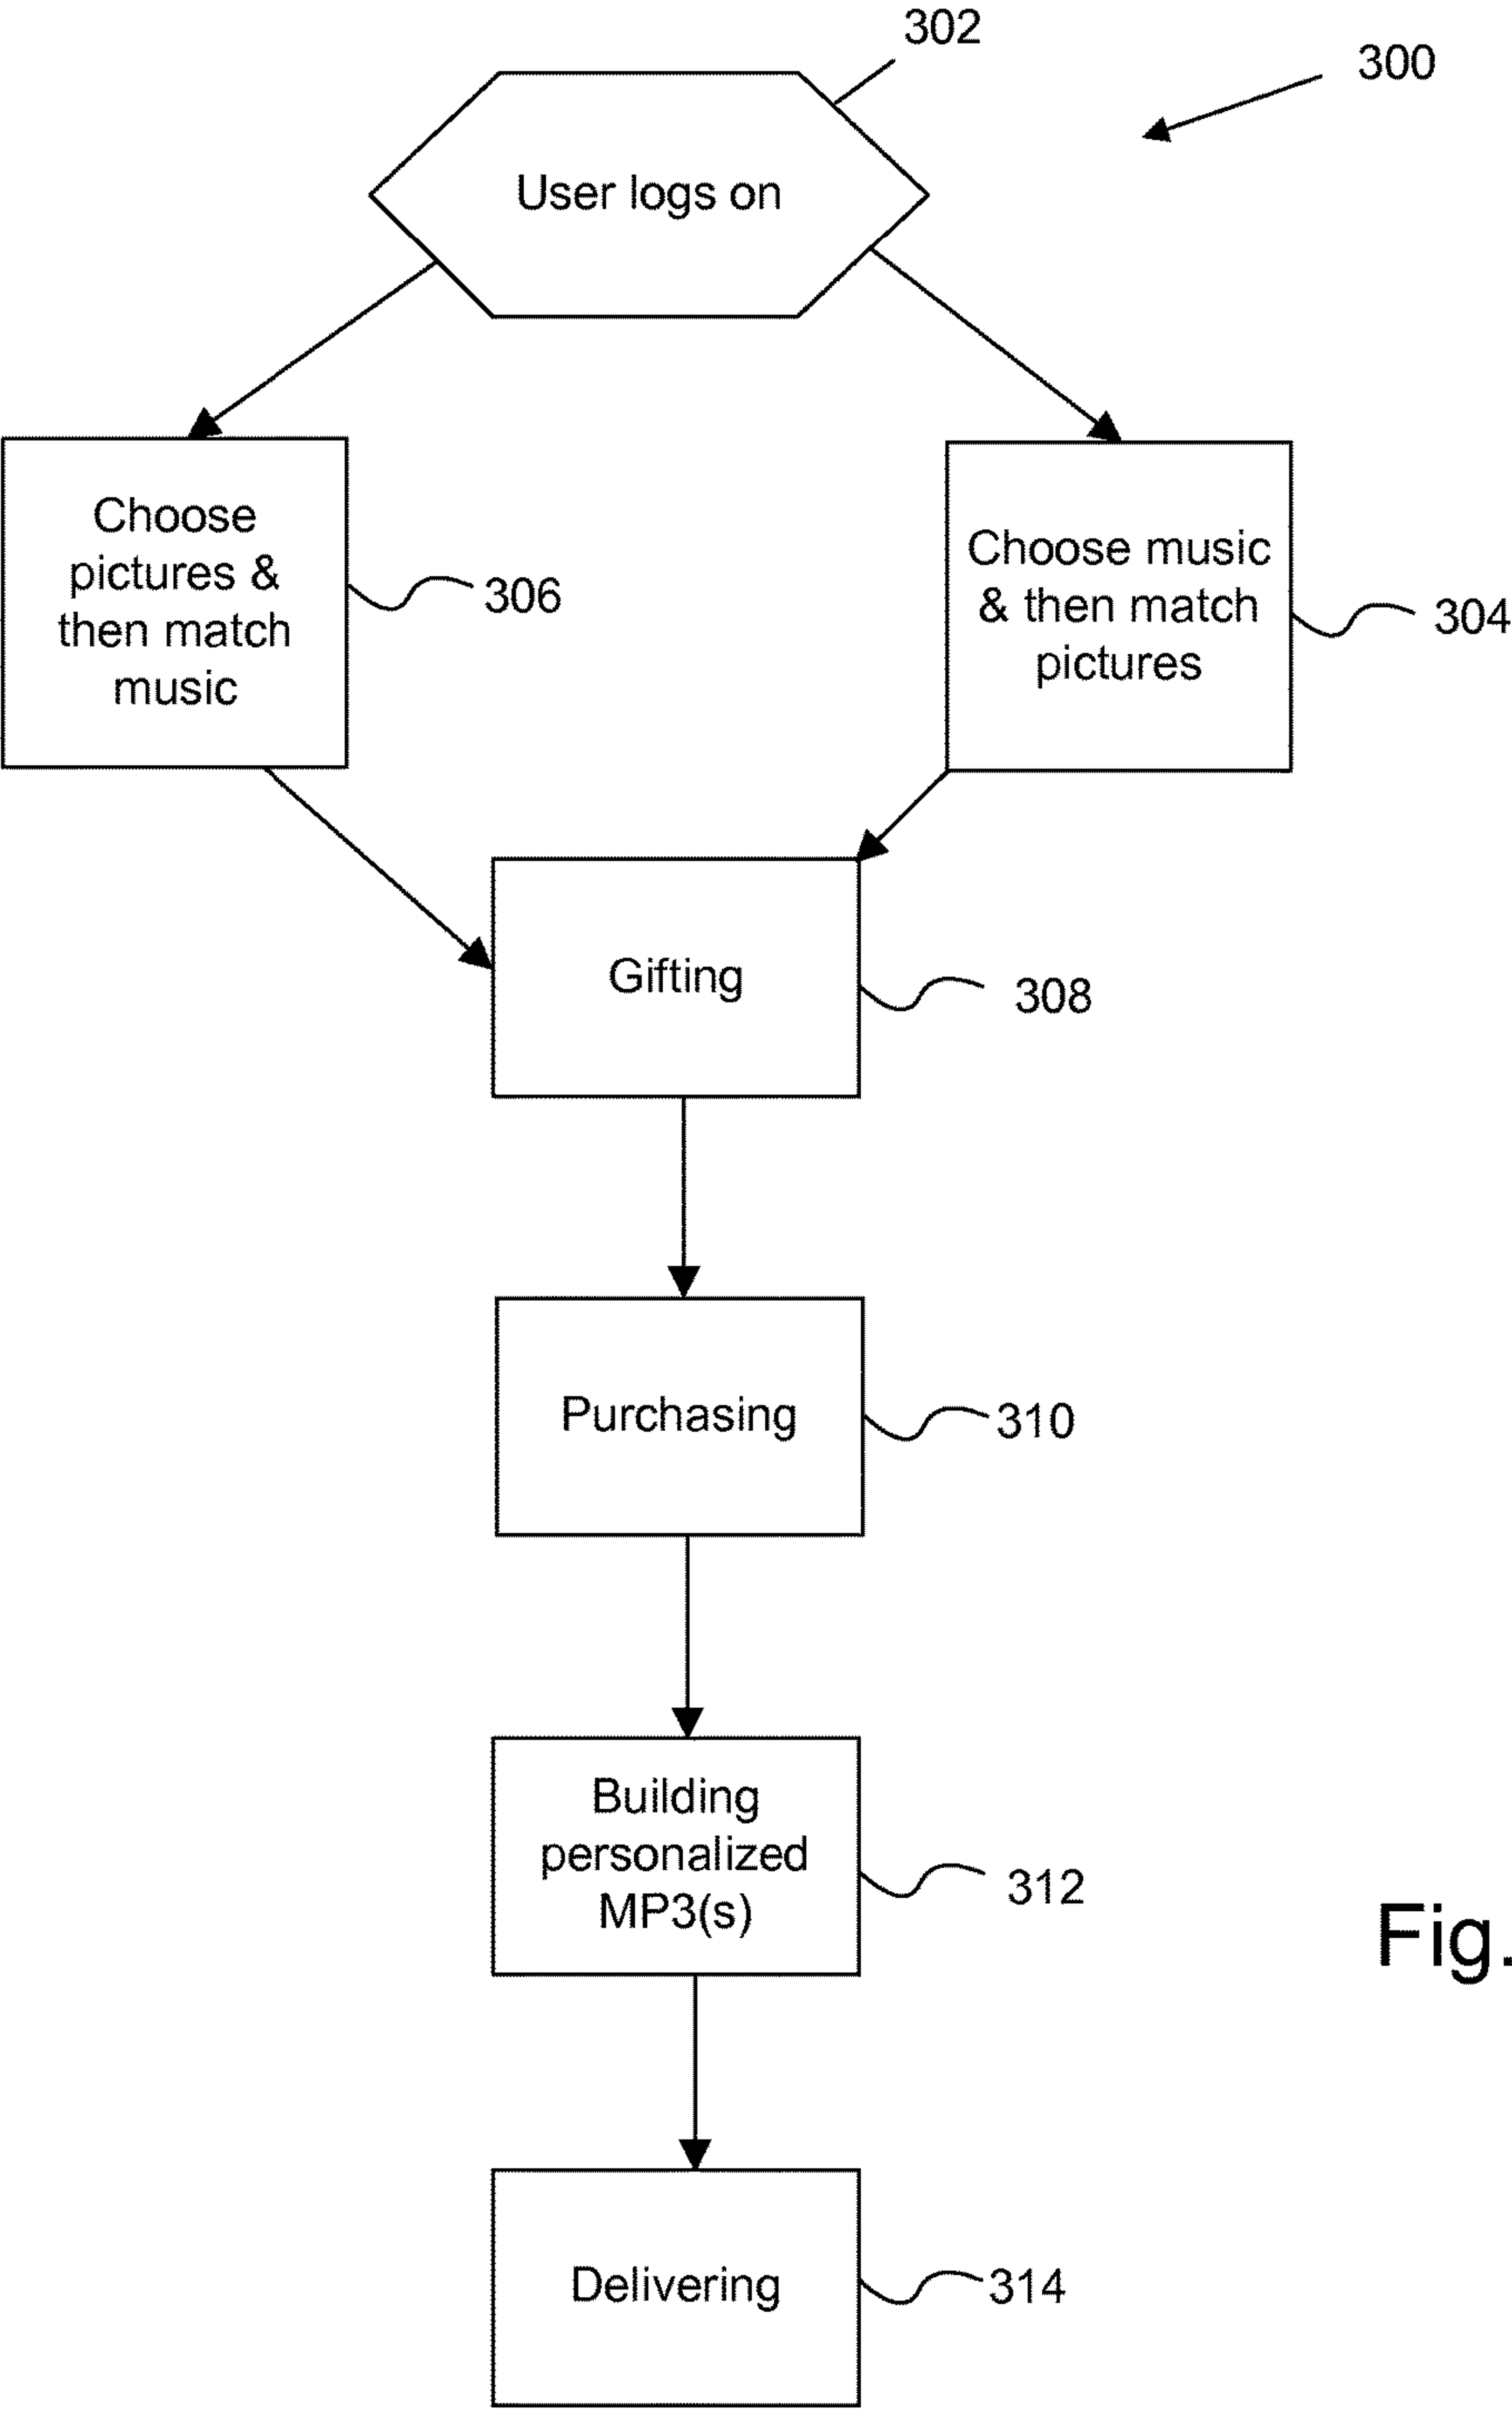 302
300
User logs on
Choose
pictures &
then match
music
306
Choose music
& then match
pictures
304
Gifting
308
Purchasing
310
Building
personalized
MP3(s)
312
Fig.
Delivering
314